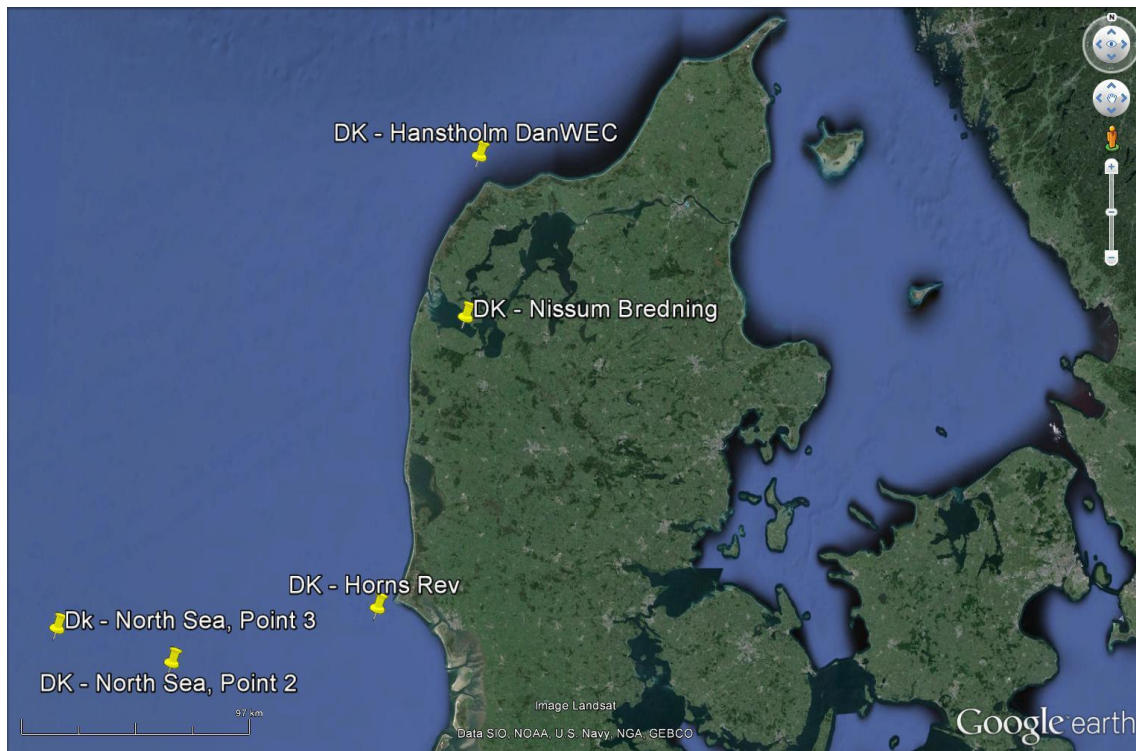 N
DK - Hanstholm DanWEC
DK - Nissum Bredning
DK - Horns Rev
Dk - North Sea, Point 3
DK - North Sea, Point 2
97 km
Image Landsat
Data SIO, NOAA, U.S. Navy, NGA, GEBCO
Google earth